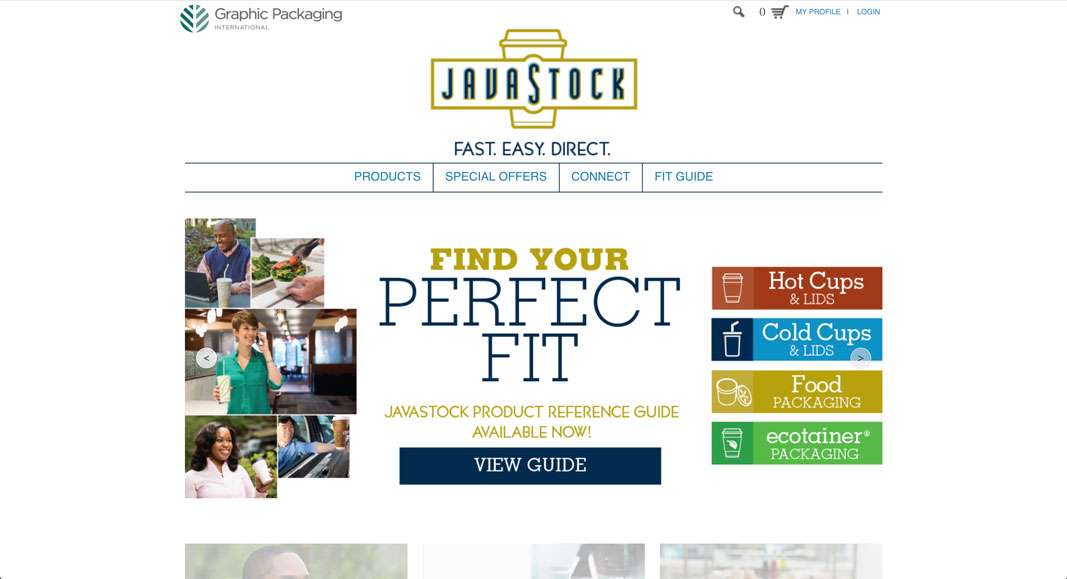 Graphic Packaging
INTERNATIONAL
0
MY PROFILE | LOGIN
JAVASTOCK
FAST. EASY. DIRECT.
PRODUCTS
SPECIAL OFFERS
CONNECT
FIT GUIDE
FIND YOUR
PERFECT
FIT
JAVASTOCK PRODUCT REFERENCE GUIDE
AVAILABLE NOW!
VIEW GUIDE
<
Hot Cups
& LIDS
Cold Cups
& LIDS
>
Food
PACKAGING
ecotainer®
PACKAGING